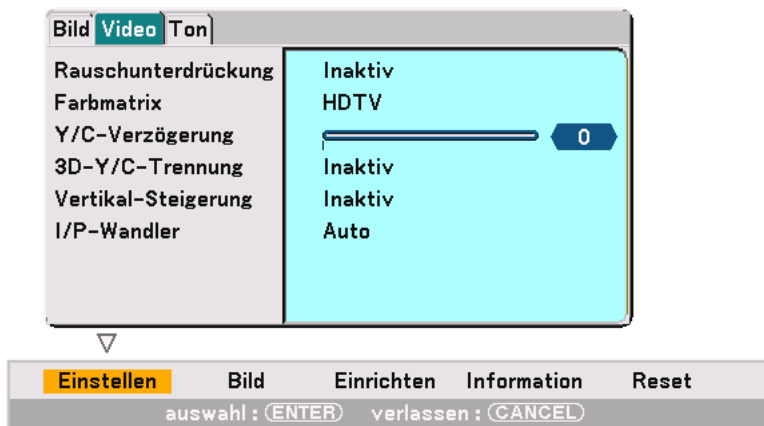 Bild Video Ton
Rauschunterdrückung Inaktiv
Farbmatrix HDTV
Y/C-Verzögerung 0
3D-Y/C-Trennung Inaktiv
Vertikal-Steigerung Inaktiv
I/P-Wandler Auto
Einstellen Bild Einrichten Information Reset
auswahl : ENTER verlassen : CANCEL